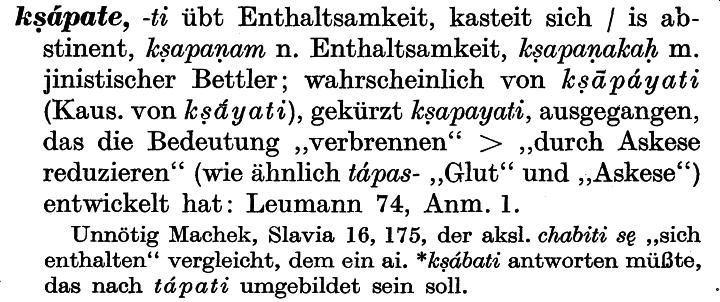 kṣápate, -ti übt Enthaltsamkeit, kasteit sich / is ab-
stinent, kṣapaṇam n. Enthaltsamkeit, kṣapaṇakaḥ m.
jinistischer Bettler; wahrscheinlich von kṣāpáyati
(Kaus. von kṣā́yati), gekürzt kṣapayati, ausgegangen,
das die Bedeutung „verbrennen“ > „durch Askese
reduzieren“ (wie ähnlich tápas- „Glut“ und „Askese“)
entwickelt hat: Leumann 74, Anm. 1.
Unnötig Machek, Slavia 16, 175, der aksl. chabiti sę „sich
enthalten“ vergleicht, dem ein ai. *kṣábati antworten müßte,
das nach tápati umgebildet sein soll.